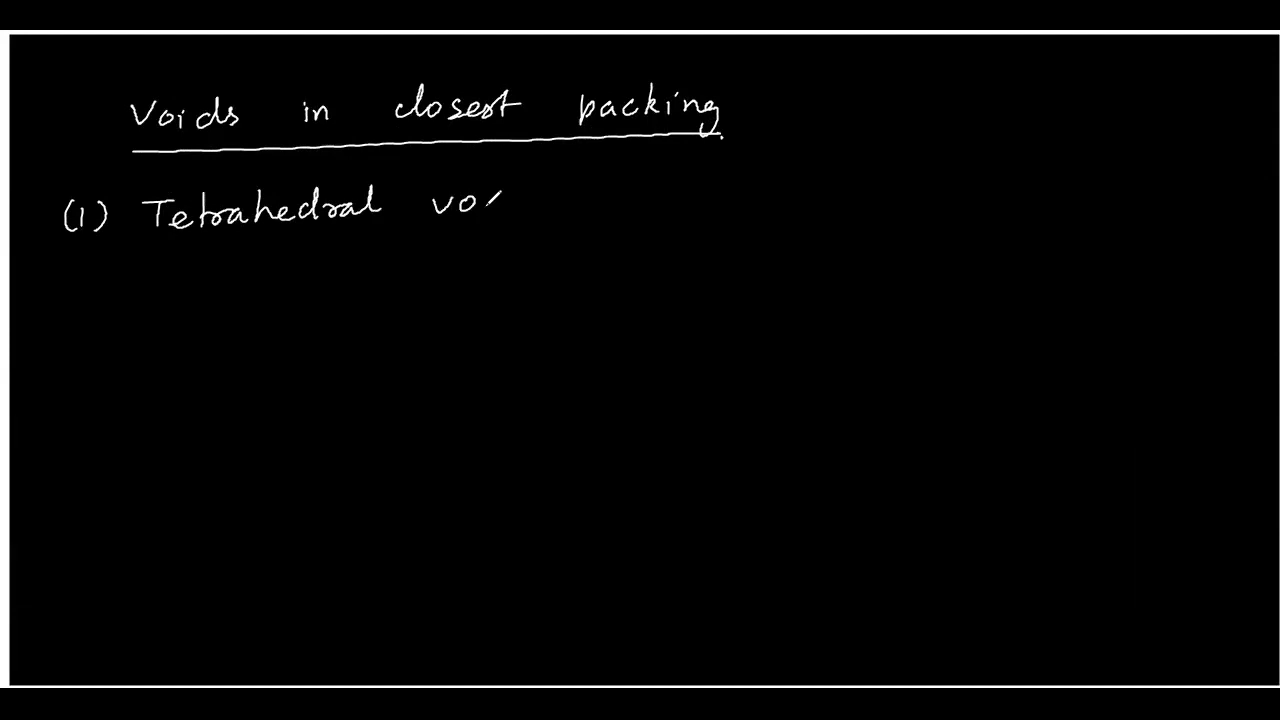 Voids in closest packing
(1) Tetrahedral vo